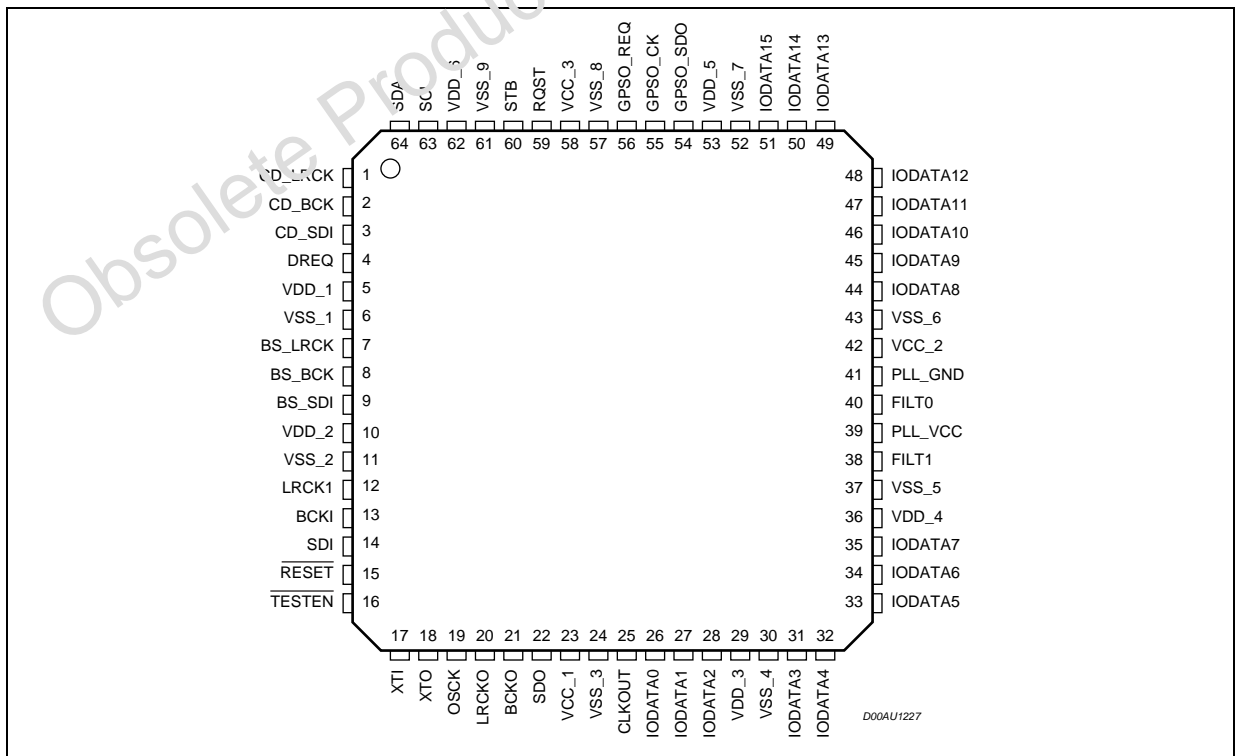 Obsolete Produc
SDA
SCL
VDD_6
VSS_9
STB
RQST
VCC_3
VSS_8
GPSO_REQ
GPSO_CK
GPSO_SDO
VDD_5
VSS_7
IODATA15
IODATA14
IODATA13
64 63 62 61 60 59 58 57 56 55 54 53 52 51 50 49
CD_LRCK 1
CD_BCK 2
CD_SDI 3
DREQ 4
VDD_1 5
VSS_1 6
BS_LRCK 7
BS_BCK 8
BS_SDI 9
VDD_2 10
VSS_2 11
LRCK1 12
BCKI 13
SDI 14
RESET 15
TESTEN 16
48 IODATA12
47 IODATA11
46 IODATA10
45 IODATA9
44 IODATA8
43 VSS_6
42 VCC_2
41 PLL_GND
40 FILT0
39 PLL_VCC
38 FILT1
37 VSS_5
36 VDD_4
35 IODATA7
34 IODATA6
33 IODATA5
17 18 19 20 21 22 23 24 25 26 27 28 29 30 31 32
XTI
XTO
OSCK
LRCKO
BCKO
SDO
VCC_1
VSS_3
CLKOUT
IODATA0
IODATA1
IODATA2
VDD_3
VSS_4
IODATA3
IODATA4
D00AU1227